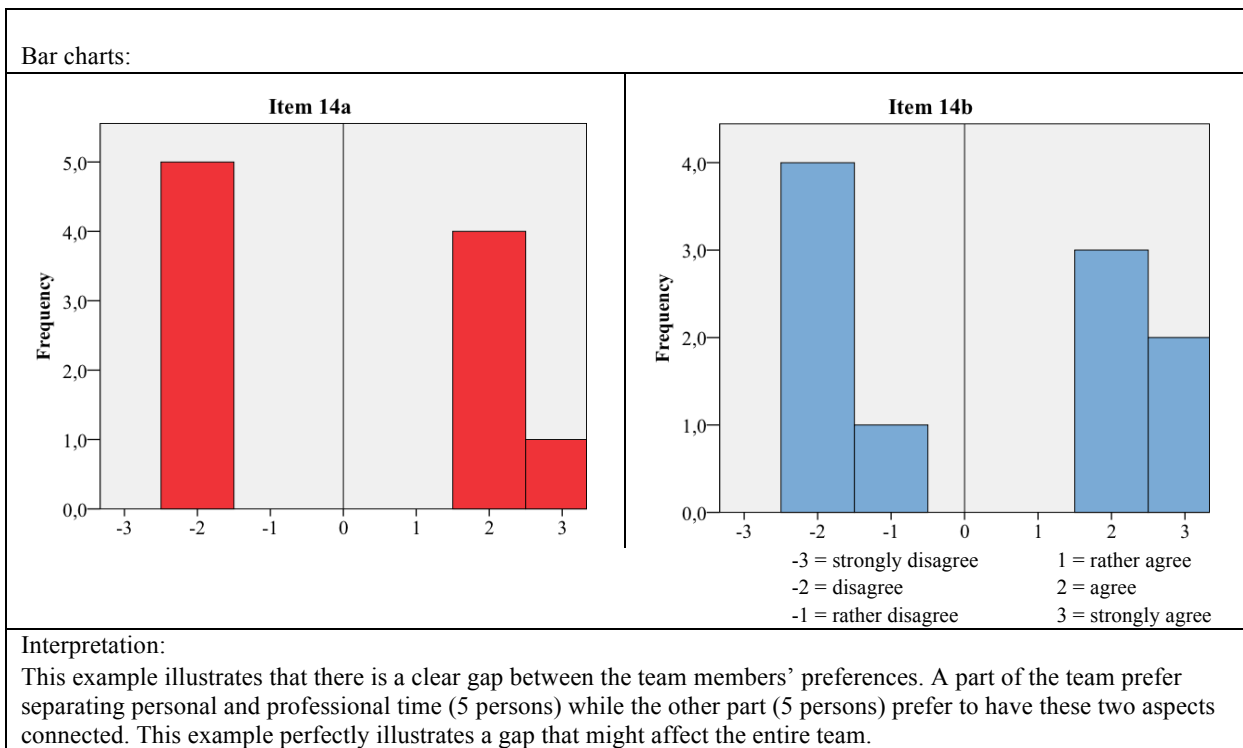 Bar charts:
Item 14a
Frequency
5,0
4,0
3,0
2,0
1,0
0,0
-3 -2 -1 0 1 2 3
Item 14b
Frequency
4,0
3,0
2,0
1,0
0,0
-3 -2 -1 0 1 2 3
-3 = strongly disagree 1 = rather agree
-2 = disagree 2 = agree
-1 = rather disagree 3 = strongly agree
Interpretation:
This example illustrates that there is a clear gap between the team members’ preferences. A part of the team prefer
separating personal and professional time (5 persons) while the other part (5 persons) prefer to have these two aspects
connected. This example perfectly illustrates a gap that might affect the entire team.